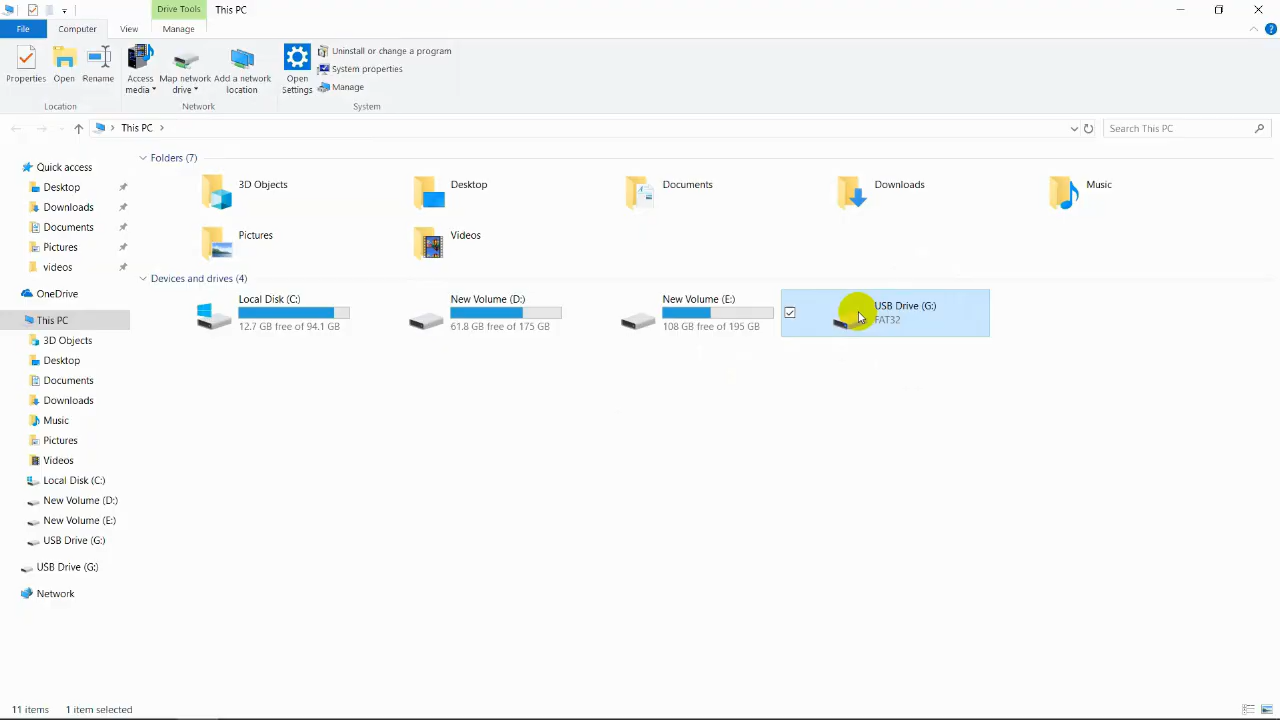 Drive Tools
This PC
File
Computer
View
Manage
Properties
Open
Rename
Access media
Map network drive
Add a network location
Open Settings
Uninstall or change a program
System properties
Manage
Location
Network
System
This PC
Search This PC
Quick access
Desktop
Downloads
Documents
Pictures
videos
OneDrive
This PC
3D Objects
Desktop
Documents
Downloads
Music
Pictures
Videos
Local Disk (C:)
New Volume (D:)
New Volume (E:)
USB Drive (G:)
USB Drive (G:)
Network
Folders (7)
3D Objects
Desktop
Documents
Downloads
Music
Pictures
Videos
Devices and drives (4)
Local Disk (C:)
12.7 GB free of 94.1 GB
New Volume (D:)
61.8 GB free of 175 GB
New Volume (E:)
108 GB free of 195 GB
USB Drive (G:)
FAT32
11 items
1 item selected